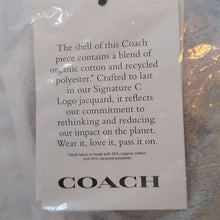 The shell of this Coach
piece contains a blend of
organic cotton and recycled
polyester.* Crafted to last
in our Signature C
Logo jacquard, it reflects
our commitment to
rethinking and reducing
our impact on the planet.
Wear it, love it, pass it on.
*Shell fabric is made with 55% organic cotton
and 45% recycled polyester.
COACH